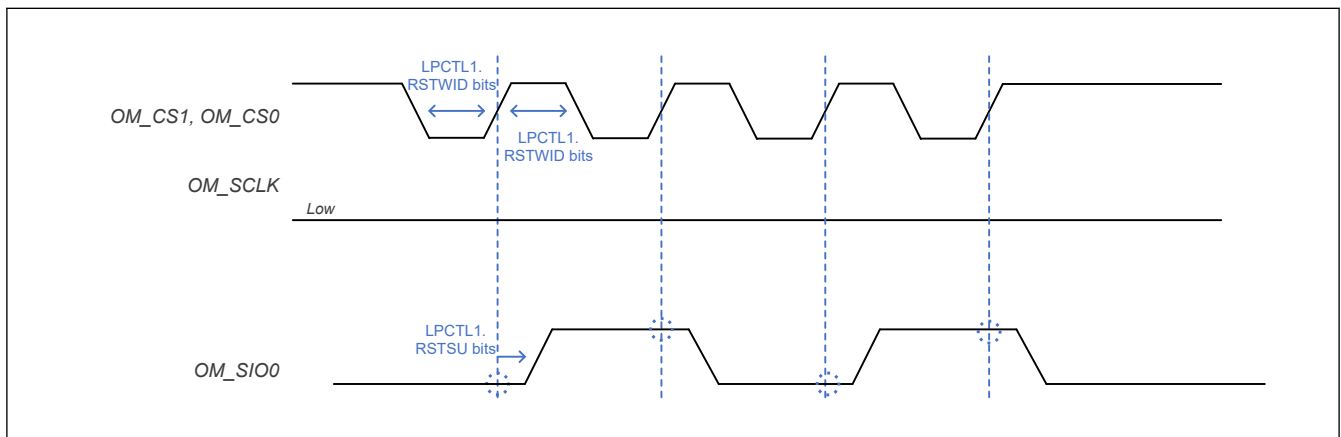 LPCTL1.
RSTWID bits
OM_CS1, OM_CS0
LPCTL1.
RSTWID bits
OM_SCLK
Low
LPCTL1.
RSTSU bits
OM_SIO0